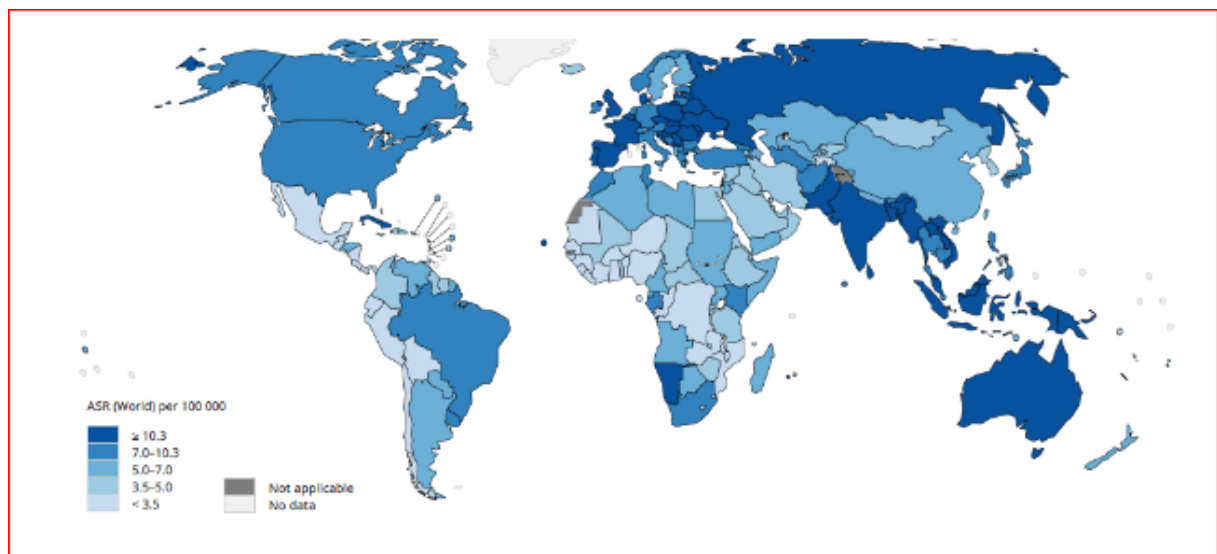 ASR (World) per 100 000
≥ 10.3
7.0–10.3
5.0–7.0
3.5–5.0
< 3.5
Not applicable
No data